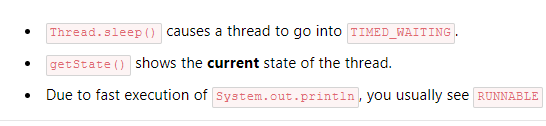 • Thread.sleep() causes a thread to go into TIMED_WAITING.
• getState() shows the current state of the thread.
• Due to fast execution of System.out.println, you usually see RUNNABLE